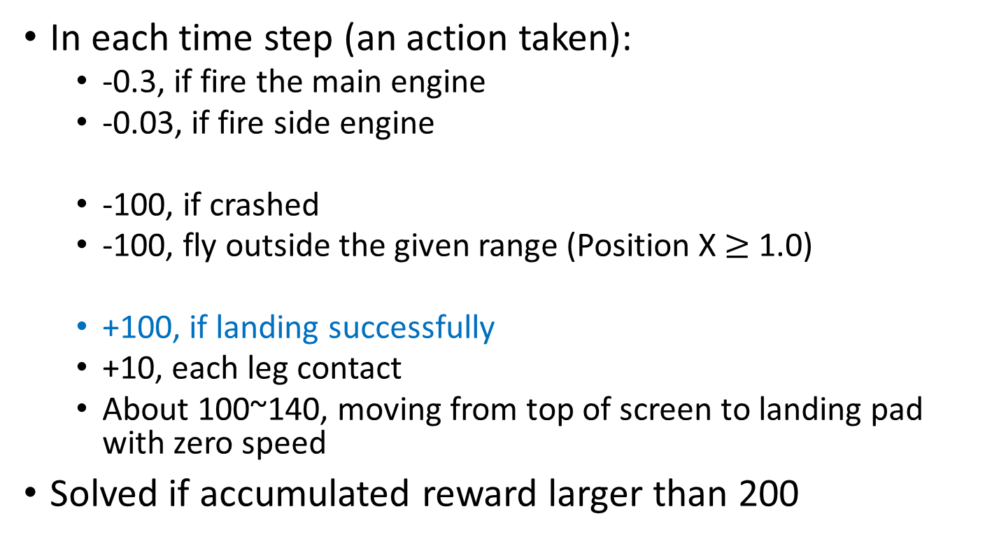 • In each time step (an action taken):
• -0.3, if fire the main engine
• -0.03, if fire side engine
• -100, if crashed
• -100, fly outside the given range (Position X ≥ 1.0)
• +100, if landing successfully
• +10, each leg contact
• About 100~140, moving from top of screen to landing pad
with zero speed
• Solved if accumulated reward larger than 200